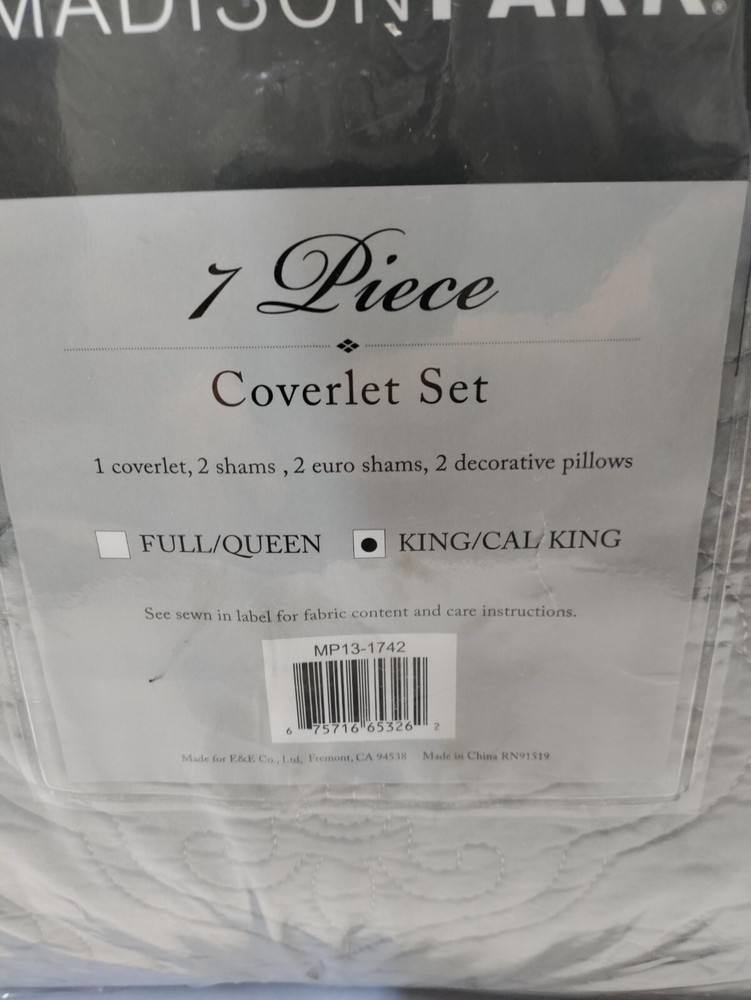 MADISONPARK®
7 Piece
Coverlet Set
1 coverlet, 2 shams , 2 euro shams, 2 decorative pillows
FULL/QUEEN KING/CAL KING
See sewn in label for fabric content and care instructions.
MP13-1742
6 75716 65326 2
Made for E&E Co., Ltd, Fremont, CA 94538 Made in China RN91519